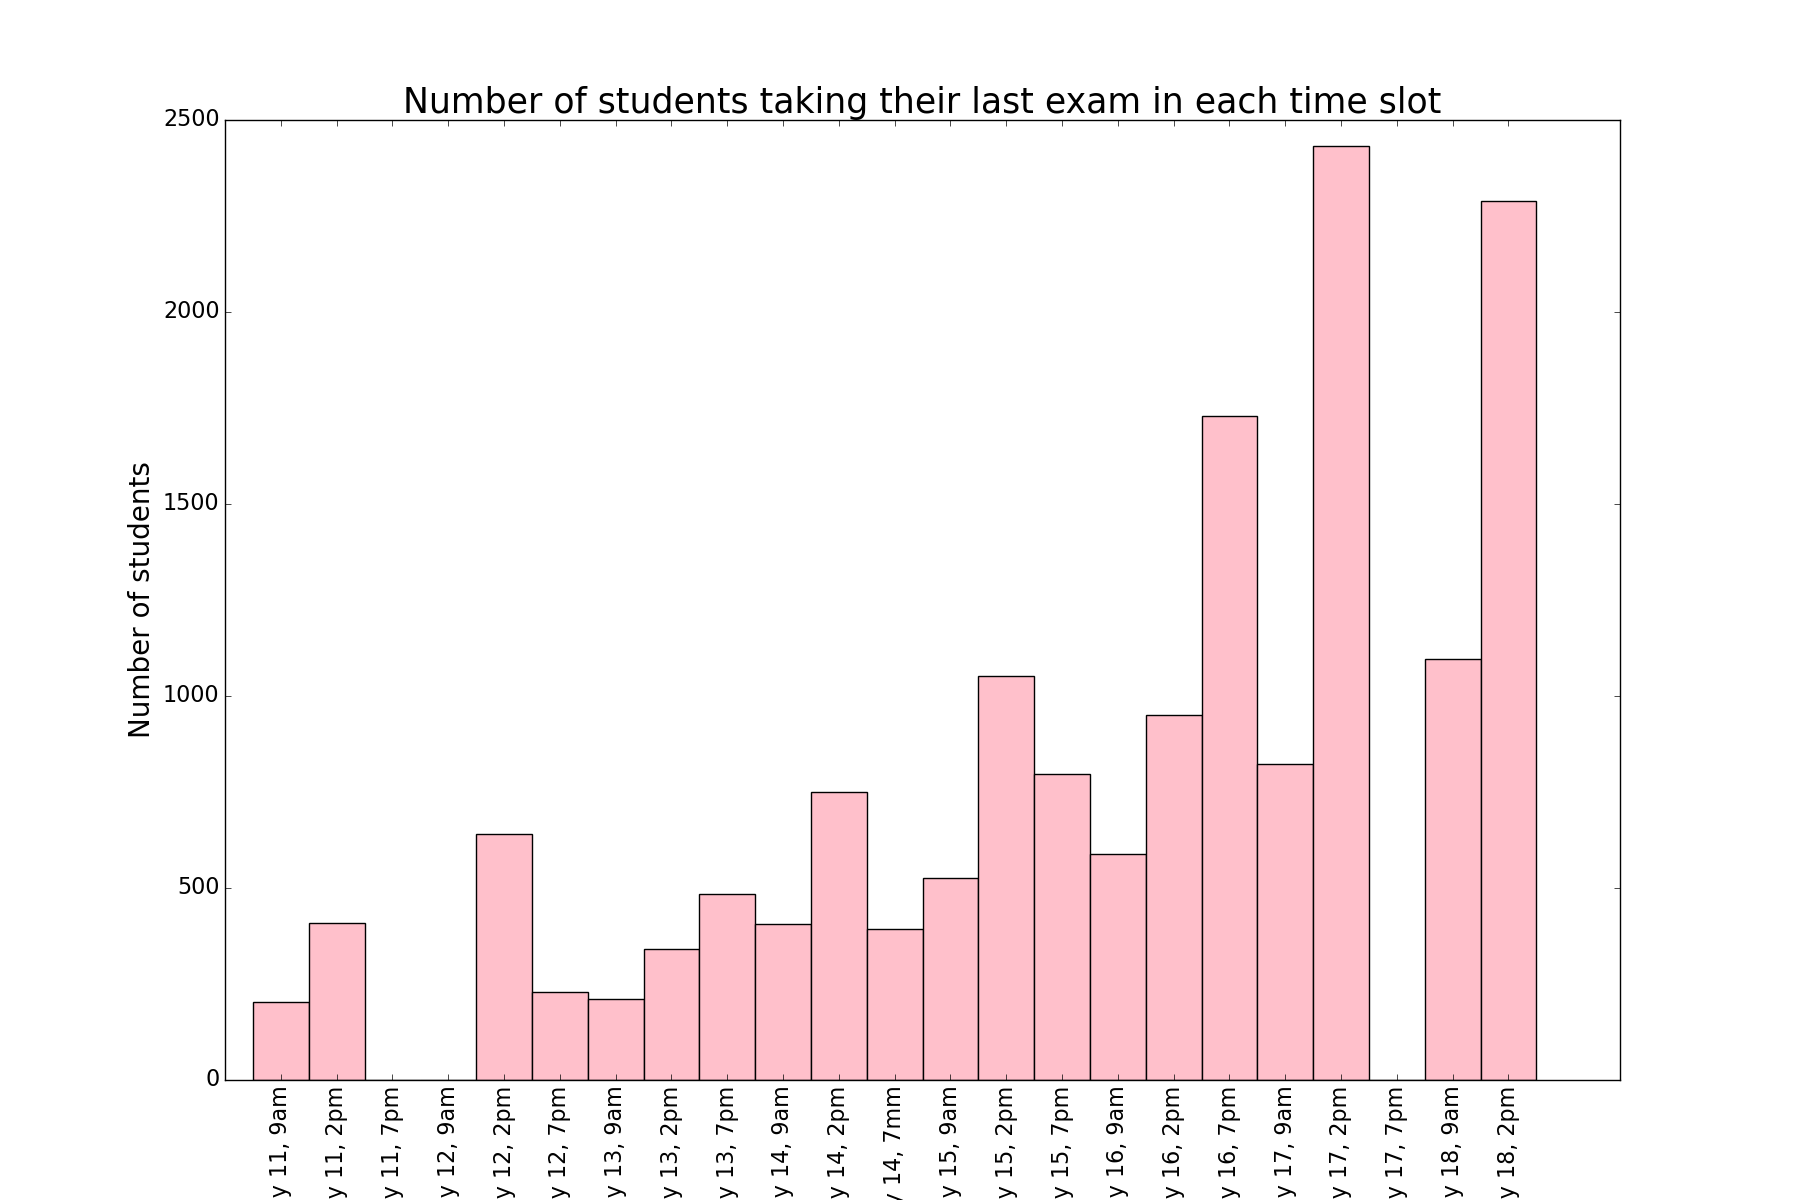 Number of students taking their last exam in each time slot
Number of students
2500
2000
1500
1000
500
0
y 11, 9am
y 11, 2pm
y 11, 7pm
y 12, 9am
y 12, 2pm
y 12, 7pm
y 13, 9am
y 13, 2pm
y 13, 7pm
y 14, 9am
y 14, 2pm
y 14, 7mm
y 15, 9am
y 15, 2pm
y 15, 7pm
y 16, 9am
y 16, 2pm
y 16, 7pm
y 17, 9am
y 17, 2pm
y 17, 7pm
y 18, 9am
y 18, 2pm